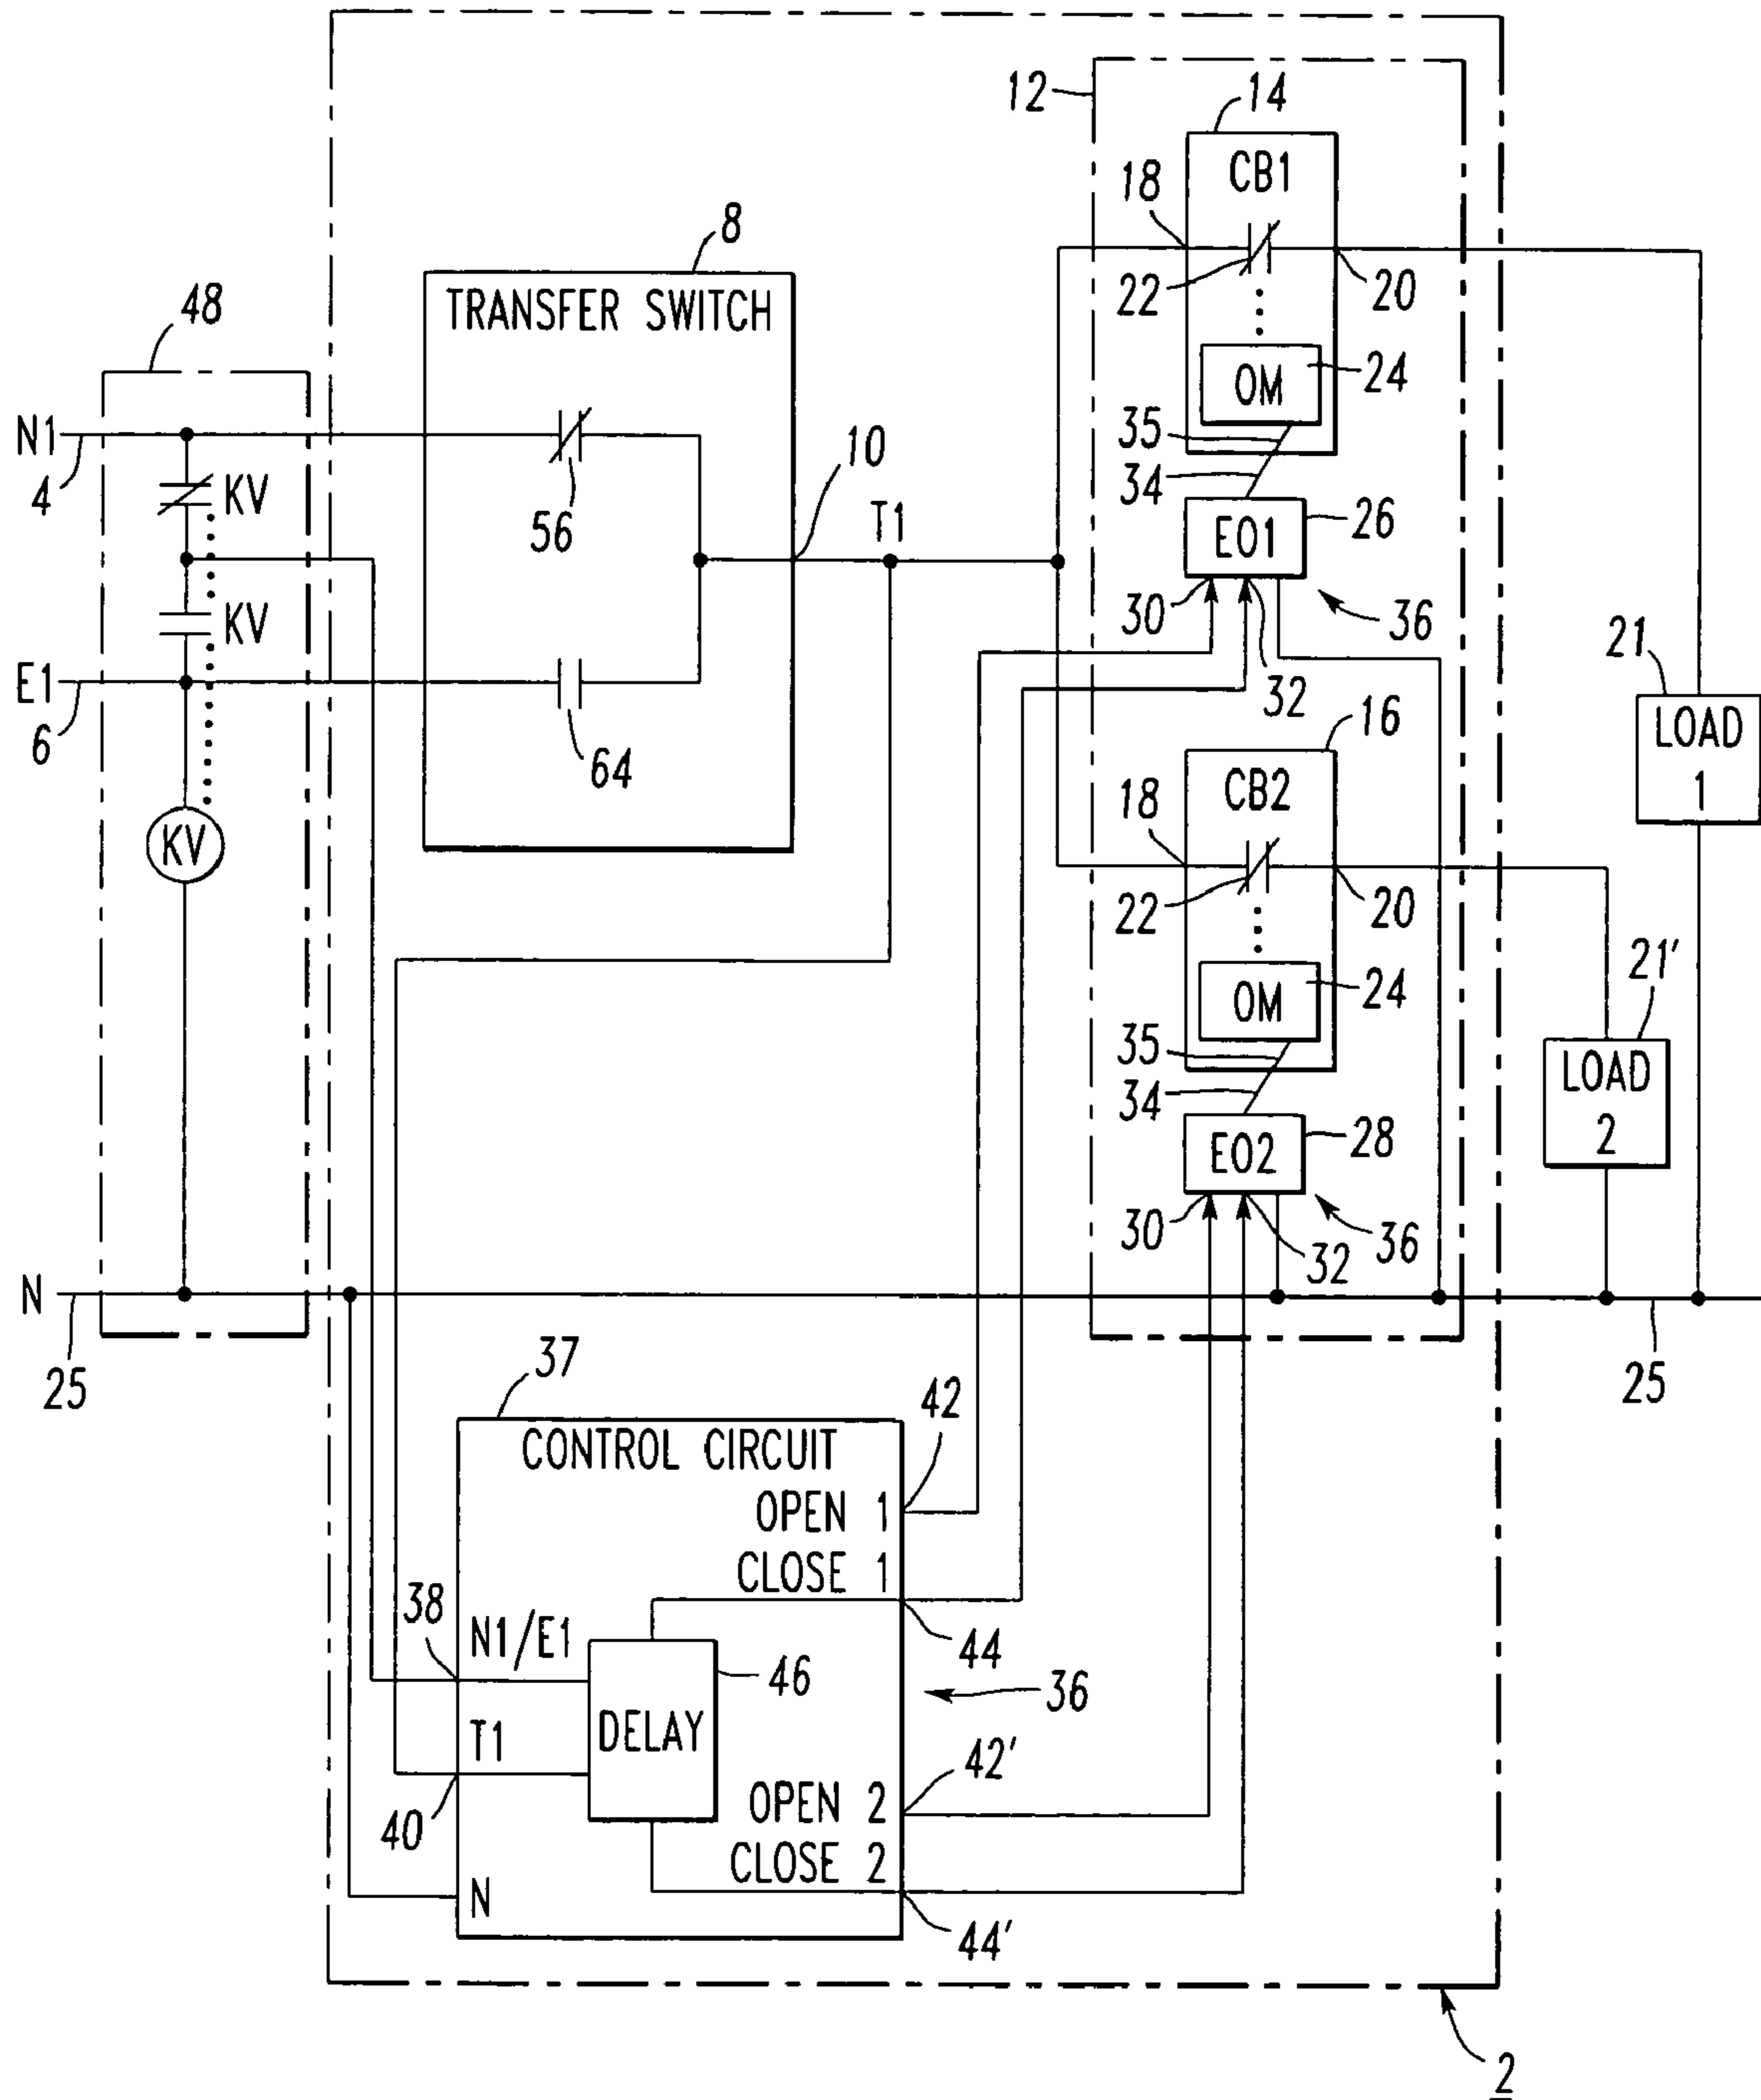 12
14
CB1
18
22
20
8
TRANSFER SWITCH
48
OM
24
35
34
N1
4
KV
56
10
T1
EO1
26
30
32
36
KV
E1
6
64
21
LOAD
1
16
CB2
18
22
20
KV
OM
24
35
34
21'
LOAD
2
EO2
28
30
32
36
N
25
25
37
CONTROL CIRCUIT
42
OPEN 1
CLOSE 1
38
N1/E1
44
46
36
DELAY
T1
40
42'
OPEN 2
CLOSE 2
N
44'
2